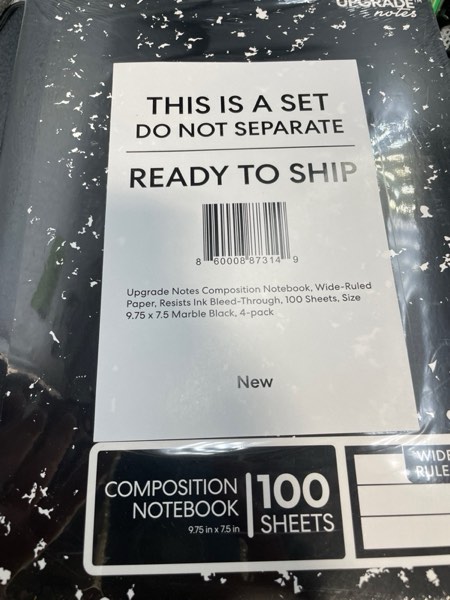 UPGRADE
notes
THIS IS A SET
DO NOT SEPARATE
READY TO SHIP
8 60008 87314 9
Upgrade Notes Composition Notebook, Wide-Ruled
Paper, Resists Ink Bleed-Through, 100 Sheets, Size
9.75 x 7.5 Marble Black, 4-pack
New
COMPOSITION
NOTEBOOK
9.75 in x 7.5 in
100
SHEETS
WIDE
RULE